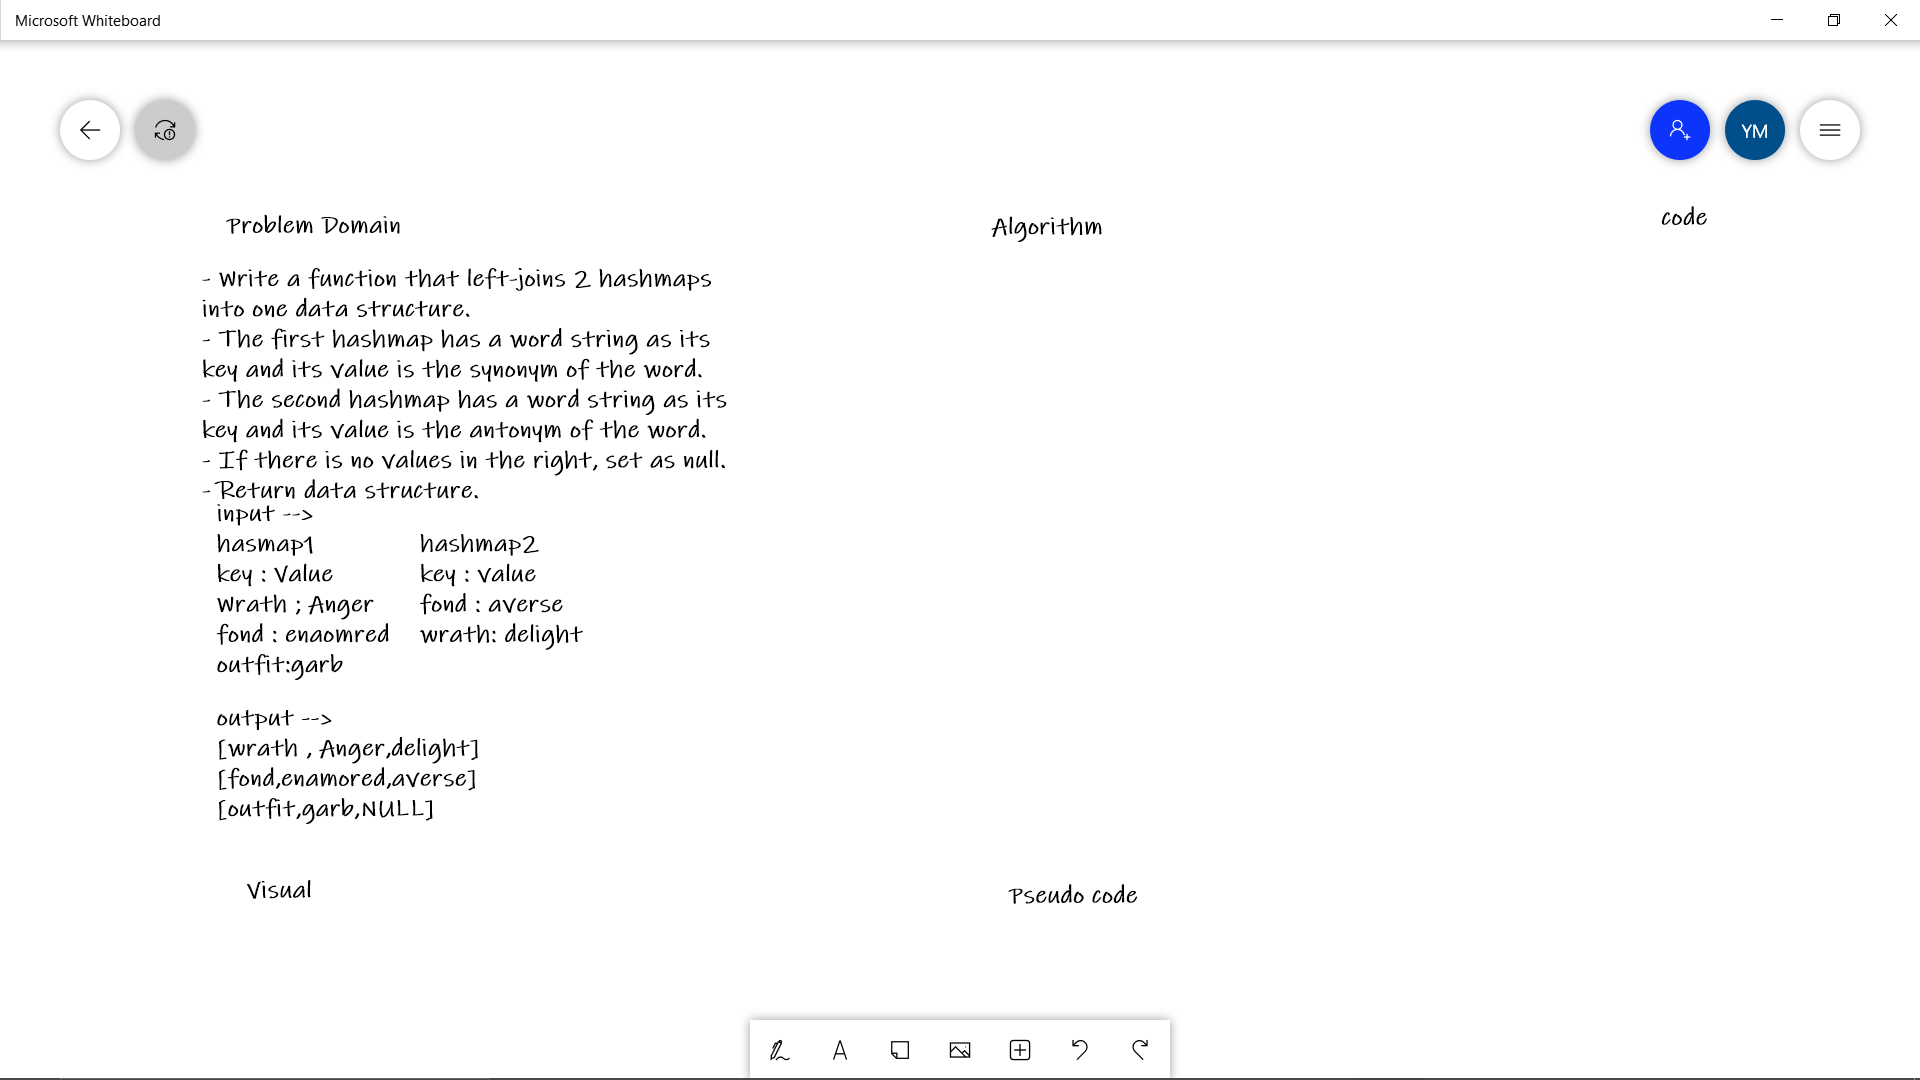 Microsoft Whiteboard
YM
Problem Domain
- Write a function that left-joins 2 hashmaps
into one data structure.
- The first hashmap has a word string as its
key and its value is the synonym of the word.
- The second hashmap has a word string as its
key and its value is the antonym of the word.
- If there is no values in the right, set as null.
- Return data structure.
input -->
hasmap1 hashmap2
key : Value key : value
Wrath ; Anger fond : averse
fond : enaomred wrath: delight
outfit:garb
output -->
[wrath , Anger,delight]
[fond,enamored,averse]
[outfit,garb,NULL]
Visual
Algorithm
Pseudo code
code